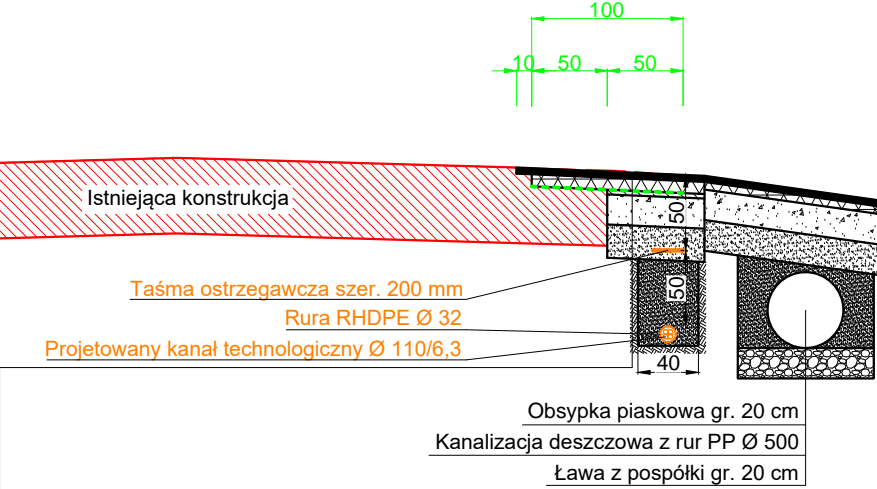 100
10 50 50
Istniejąca konstrukcja
50
50
Taśma ostrzegawcza szer. 200 mm
Rura RHDPE Ø 32
Projetowany kanał technologiczny Ø 110/6,3
40
Obsypka piaskowa gr. 20 cm
Kanalizacja deszczowa z rur PP Ø 500
Ława z pospółki gr. 20 cm